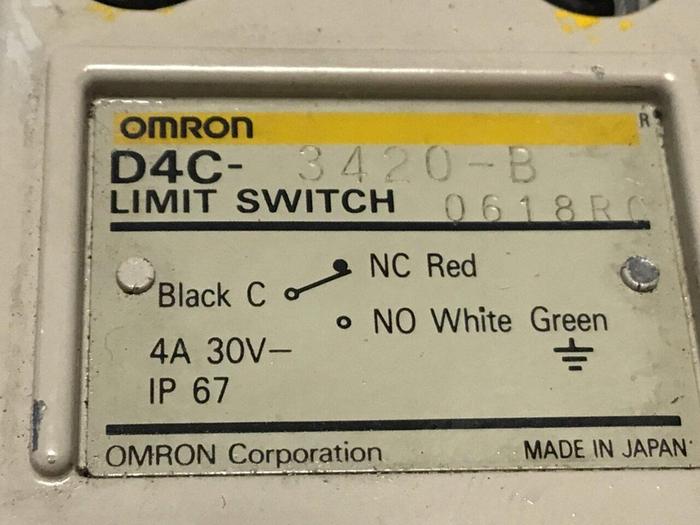 OMRON R
D4C- 3420-B
LIMIT SWITCH 0618R
NC Red
Black C
NO White Green
4A 30V—
IP 67
OMRON Corporation MADE IN JAPAN